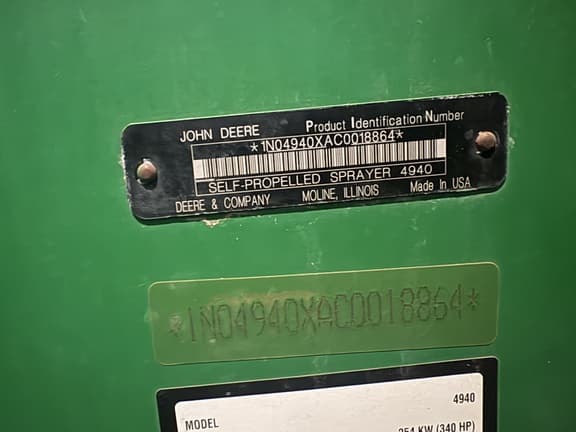 JOHN DEERE Product Identification Number
*1N04940XAC0018864*
SELF-PROPELLED SPRAYER 4940
DEERE & COMPANY MOLINE, ILLINOIS Made In USA
*1N04940XAC0018864*
4940
MODEL
254 KW (340 HP)